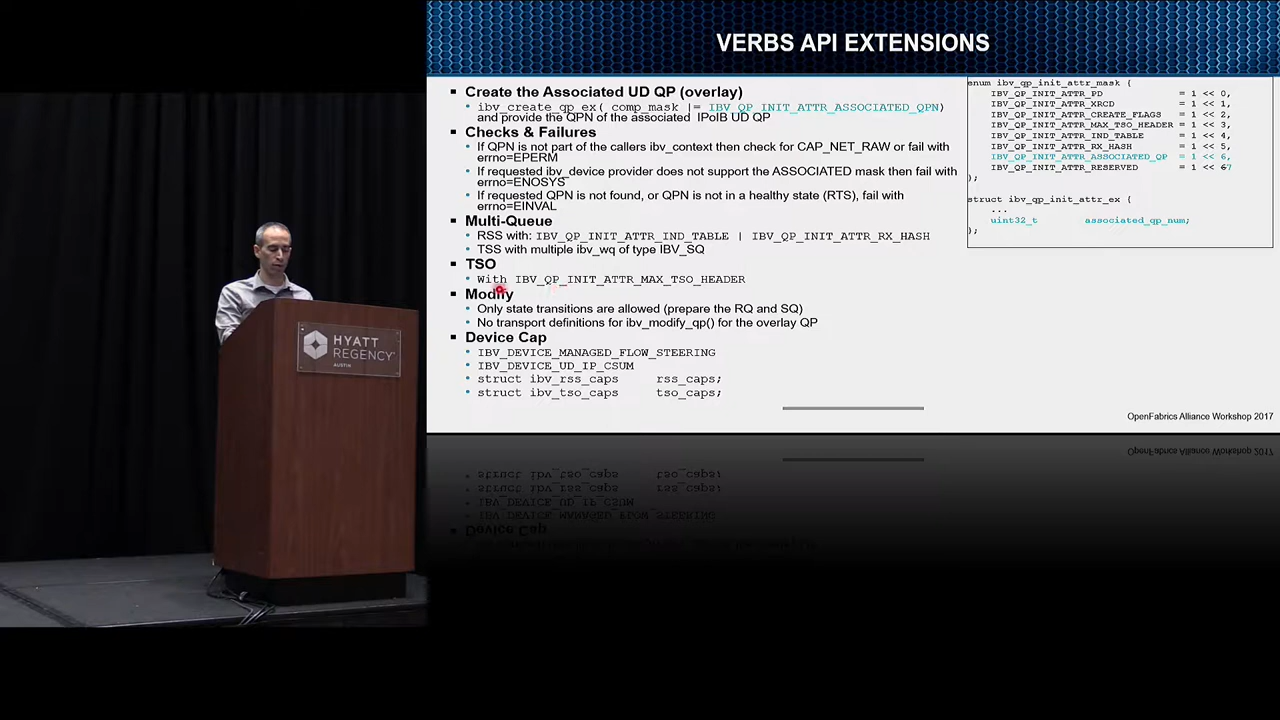 VERBS API EXTENSIONS
▪ Create the Associated UD QP (overlay)
• ibv_create_qp_ex( comp_mask |= IBV_QP_INIT_ATTR_ASSOCIATED_QPN)
and provide the QPN of the associated IPoIB UD QP
▪ Checks & Failures
• If QPN is not part of the callers ibv_context then check for CAP_NET_RAW or fail with
errno=EPERM
• If requested ibv_device provider does not support the ASSOCIATED mask then fail with
errno=ENOSYS
• If requested QPN is not found, or QPN is not in a healthy state (RTS), fail with
errno=EINVAL
▪ Multi-Queue
• RSS with: IBV_QP_INIT_ATTR_IND_TABLE | IBV_QP_INIT_ATTR_RX_HASH
• TSS with multiple ibv_wq of type IBV_SQ
▪ TSO
• With IBV_QP_INIT_ATTR_MAX_TSO_HEADER
▪ Modify
• Only state transitions are allowed (prepare the RQ and SQ)
• No transport definitions for ibv_modify_qp() for the overlay QP
▪ Device Cap
• IBV_DEVICE_MANAGED_FLOW_STEERING
• IBV_DEVICE_UD_IP_CSUM
• struct ibv_rss_caps rss_caps;
• struct ibv_tso_caps tso_caps;
enum ibv_qp_init_attr_mask {
IBV_QP_INIT_ATTR_PD = 1 << 0,
IBV_QP_INIT_ATTR_XRCD = 1 << 1,
IBV_QP_INIT_ATTR_CREATE_FLAGS = 1 << 2,
IBV_QP_INIT_ATTR_MAX_TSO_HEADER = 1 << 3,
IBV_QP_INIT_ATTR_IND_TABLE = 1 << 4,
IBV_QP_INIT_ATTR_RX_HASH = 1 << 5,
IBV_QP_INIT_ATTR_ASSOCIATED_QP = 1 << 6,
IBV_QP_INIT_ATTR_RESERVED = 1 << 67
};
struct ibv_qp_init_attr_ex {
...
uint32_t associated_qp_num;
};
OpenFabrics Alliance Workshop 2017
HYATT
REGENCY
AUSTIN